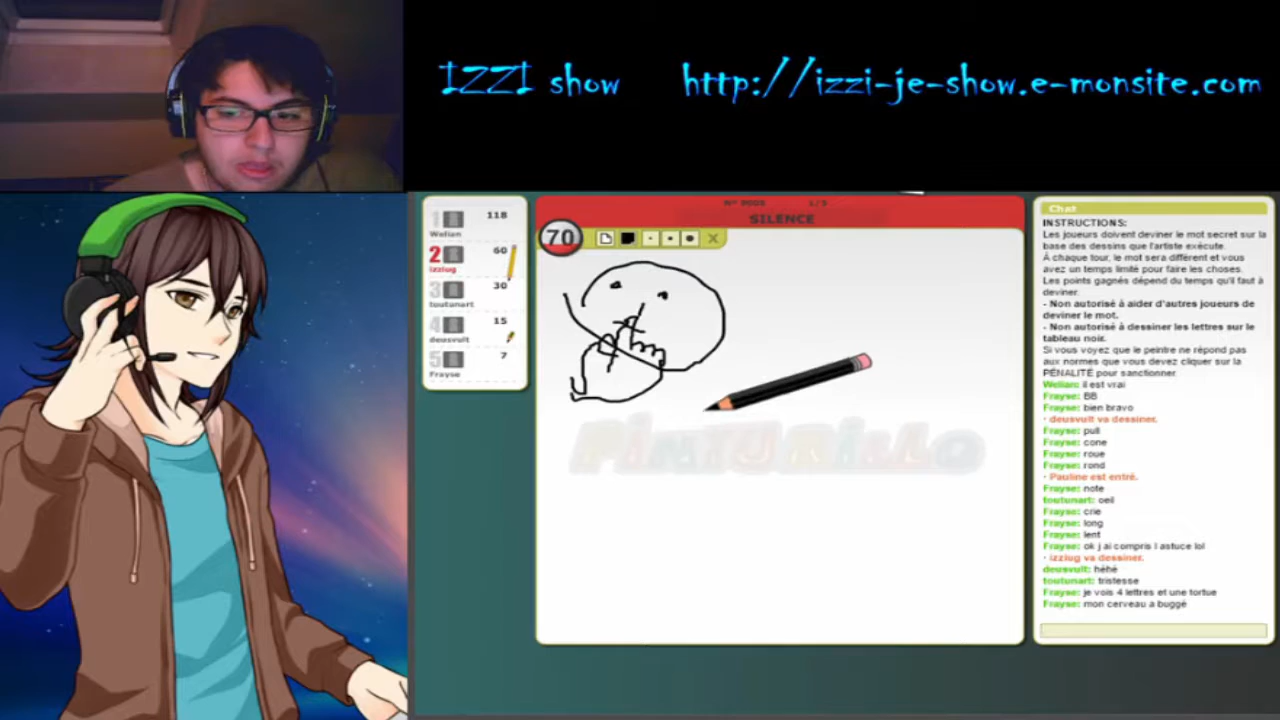 IZZI show http://izzi-je-show.e-monsite.com
1 118
Welian
2 60
izziug
3 30
toutunart
4 15
deusvult
5 7
Frayse
1/3
SILENCE
70
Chat
INSTRUCTIONS:
Les joueurs doivent deviner le mot secret sur la
base des dessins que l'artiste exécute.
À chaque tour, le mot sera différent et vous
avez un temps limité pour faire les choses.
Les points gagnés dépend du temps qu'il faut à
deviner.
- Non autorisé à aider d'autres joueurs de
deviner le mot.
- Non autorisé à dessiner les lettres sur le
tableau noir.
Si vous voyez que le peintre ne répond pas
aux normes que vous devez cliquer sur la
PÉNALITÉ pour sanctionner.
Welian: il est vrai
Frayse: BB
Frayse: bien bravo
· deusvult va dessiner.
Frayse: pull
Frayse: cone
Frayse: roue
Frayse: rond
· Pauline est entré.
Frayse: note
toutunart: oeil
Frayse: crie
Frayse: long
Frayse: lent
Frayse: ok j ai compris l astuce lol
· izziug va dessiner.
deusvult: héhé
toutunart: tristesse
Frayse: je vois 4 lettres et une tortue
Frayse: mon cerveau a buggé